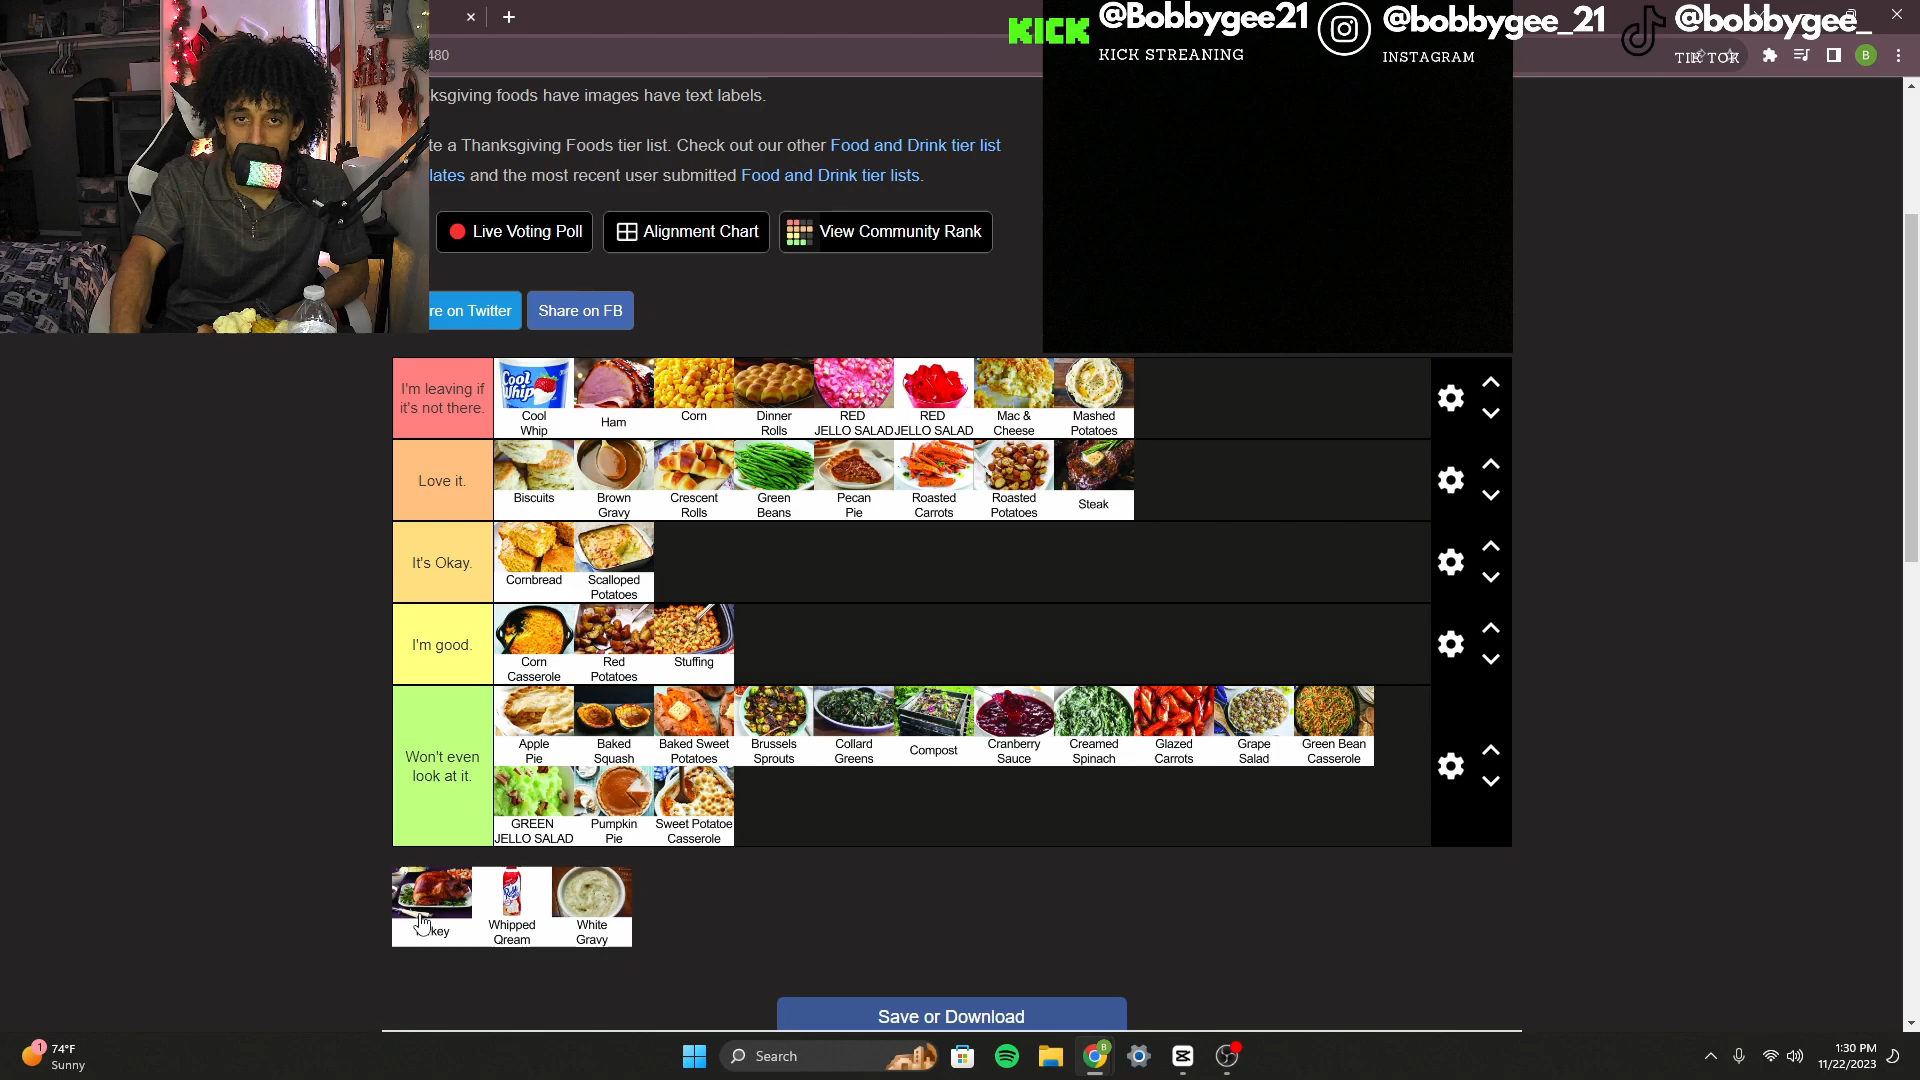 @Bobbygee21
KICK
KICK STREAMING
@bobbygee_21
INSTAGRAM
@bobbygee_
TIK TOK
480
B
ksgiving foods have images have text labels.
te a Thanksgiving Foods tier list. Check out our other Food and Drink tier list
lates and the most recent user submitted Food and Drink tier lists.
Live Voting Poll
Alignment Chart
View Community Rank
re on Twitter
Share on FB
I'm leaving if
it's not there.
Cool Whip
Cool
Whip
Ham
Corn
Dinner
Rolls
RED
JELLO SALAD
RED
JELLO SALAD
Mac &
Cheese
Mashed
Potatoes
Love it.
Biscuits
Brown
Gravy
Crescent
Rolls
Green
Beans
Pecan
Pie
Roasted
Carrots
Roasted
Potatoes
Steak
It's Okay.
Cornbread
Scalloped
Potatoes
I'm good.
Corn
Casserole
Red
Potatoes
Stuffing
Won't even
look at it.
Apple
Pie
Baked
Squash
Baked Sweet
Potatoes
Brussels
Sprouts
Collard
Greens
Compost
Cranberry
Sauce
Creamed
Spinach
Glazed
Carrots
Grape
Salad
Green Bean
Casserole
GREEN
JELLO SALAD
Pumpkin
Pie
Sweet Potatoe
Casserole
key
Whipped
Qream
White
Gravy
Save or Download
1
74°F
Sunny
Search
B
1:30 PM
11/22/2023